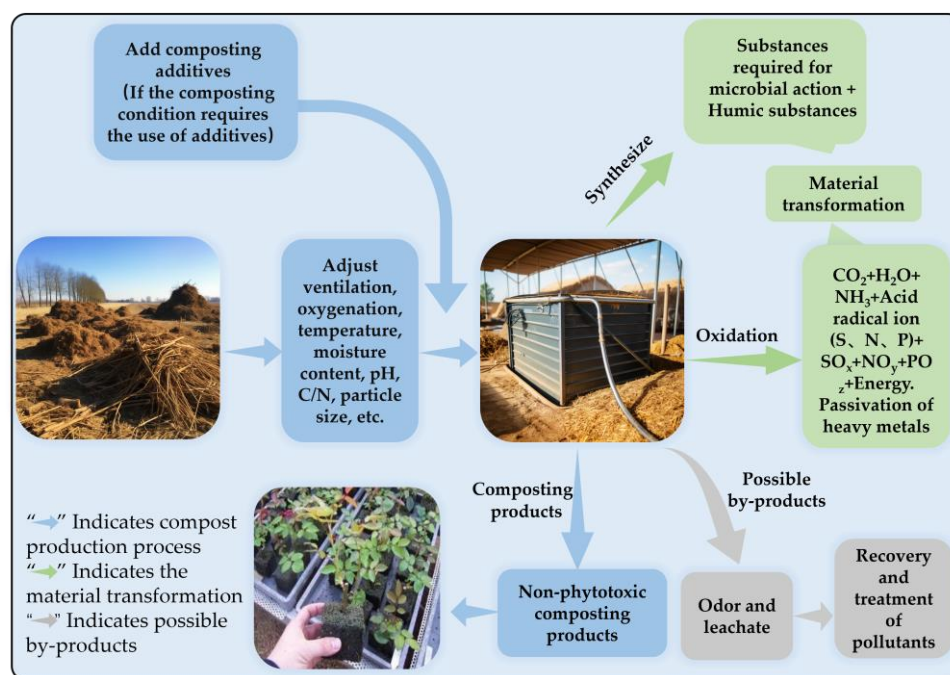 Add composting
additives
(If the composting
condition requires
the use of additives)
Substances
required for
microbial action +
Humic substances
Synthesize
Material
transformation
Adjust
ventilation,
oxygenation,
temperature,
moisture
content, pH,
C/N, particle
size, etc.
Oxidation
CO₂+H₂O+
NH₃+Acid
radical ion
(S、N、P)+
SOₓ+NOᵧ+PO
z+Energy.
Passivation of
heavy metals
Composting
products
Possible
by-products
“→” Indicates compost
production process
“→” Indicates the
material transformation
“→” Indicates possible
by-products
Non-phytotoxic
composting
products
Odor and
leachate
Recovery
and
treatment
of
pollutants